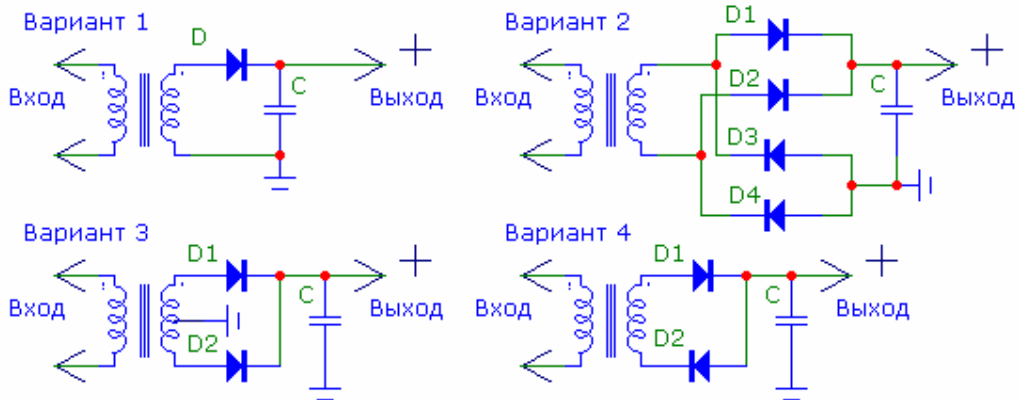 Вариант 1
D
+
C
Вход
Выход
Вариант 2
D1
+
D2
C
Вход
Выход
D3
D4
Вариант 3
D1
+
C
Вход
Выход
D2
Вариант 4
D1
+
C
Вход
Выход
D2